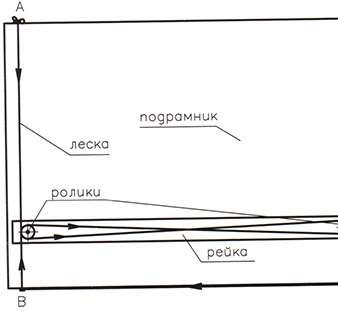 А
подрамник
леска
ролики
рейка
В